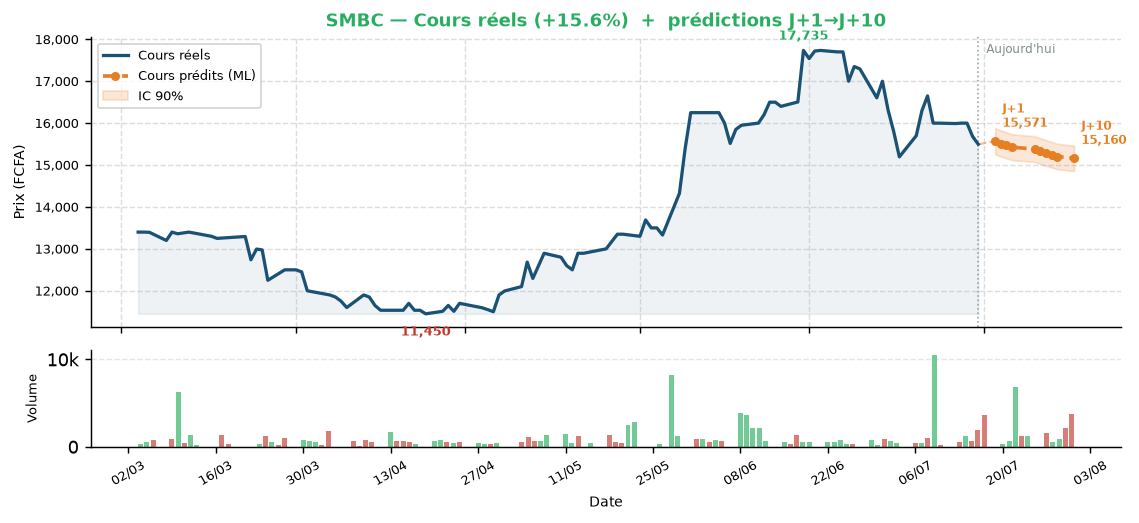 SMBC — Cours réels (+15.6%)  +  prédictions J+1→J+10
17,735
Aujourd'hui
Cours réels
Cours prédits (ML)
IC 90%
J+1
15,571
J+10
15,160
18,000
17,000
16,000
15,000
14,000
13,000
12,000
Prix (FCFA)
11,450
10k
0
Volume
02/03
16/03
30/03
13/04
27/04
11/05
25/05
08/06
22/06
06/07
20/07
03/08
Date